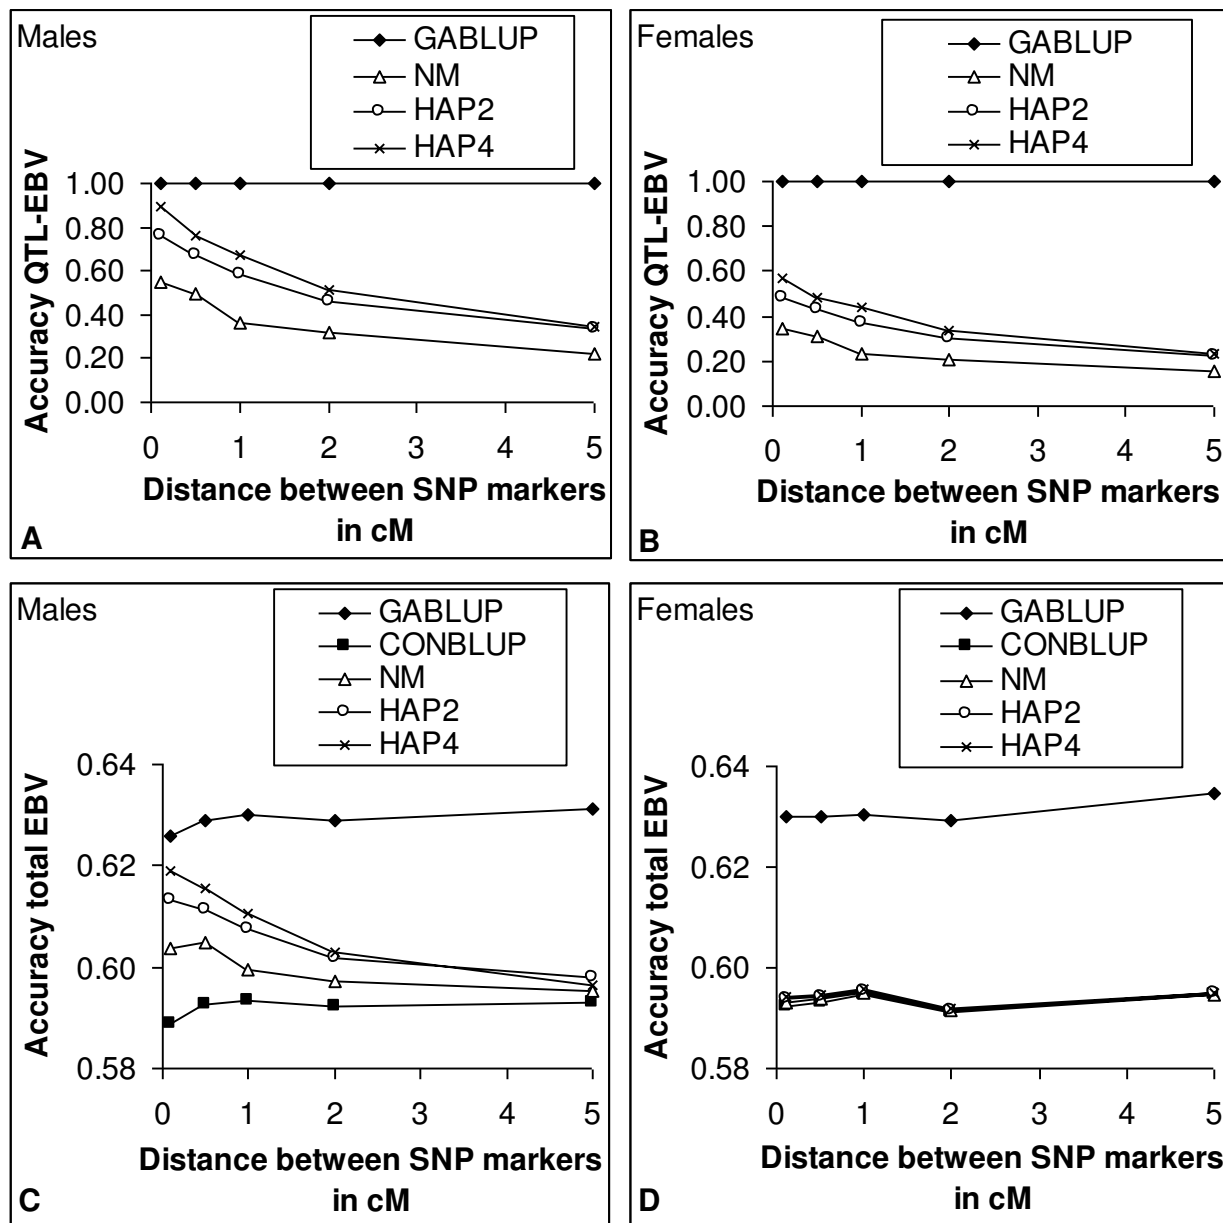 Males
GABLUP
NM
HAP2
HAP4
Accuracy QTL-EBV
1.00
0.80
0.60
0.40
0.20
0.00
0 1 2 3 4 5
Distance between SNP markers
in cM
A
Females
GABLUP
NM
HAP2
HAP4
Accuracy QTL-EBV
1.00
0.80
0.60
0.40
0.20
0.00
0 1 2 3 4 5
Distance between SNP markers
in cM
B
Males
GABLUP
CONBLUP
NM
HAP2
HAP4
Accuracy total EBV
0.64
0.62
0.60
0.58
0 1 2 3 4 5
Distance between SNP markers
in cM
C
Females
GABLUP
CONBLUP
NM
HAP2
HAP4
Accuracy total EBV
0.64
0.62
0.60
0.58
0 1 2 3 4 5
Distance between SNP markers
in cM
D